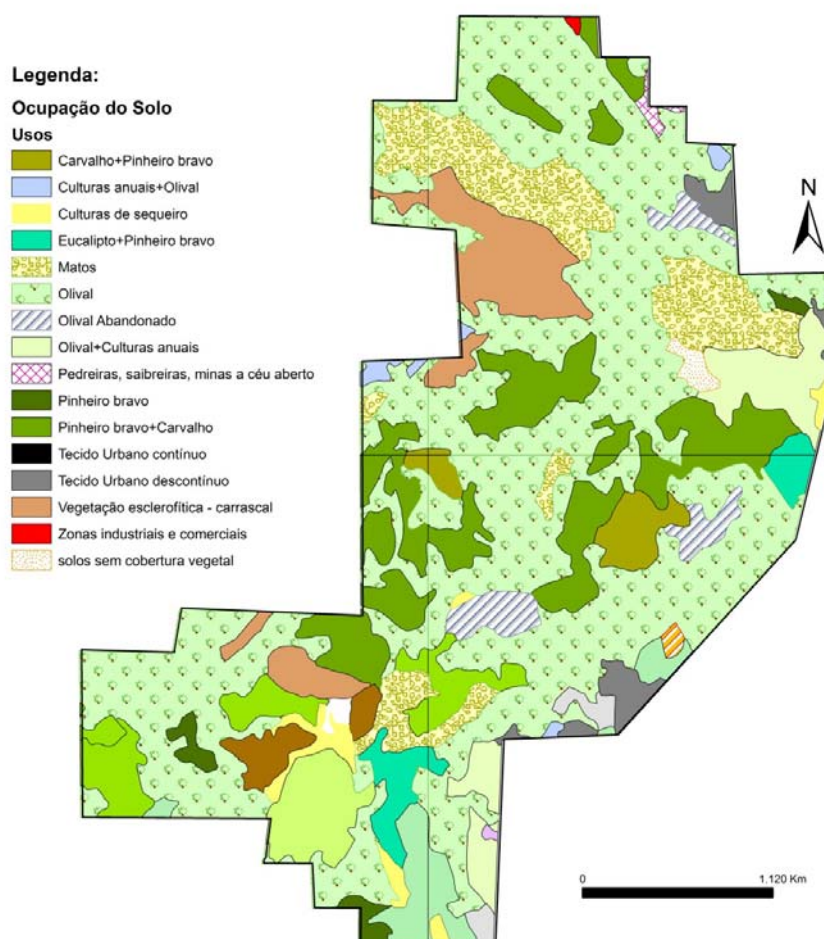 Legenda:
Ocupação do Solo
Usos
Carvalho+Pinheiro bravo
Culturas anuais+Olival
Culturas de sequeiro
Eucalipto+Pinheiro bravo
Matos
Olival
Olival Abandonado
Olival+Culturas anuais
Pedreiras, saibreiras, minas a céu aberto
Pinheiro bravo
Pinheiro bravo+Carvalho
Tecido Urbano contínuo
Tecido Urbano descontínuo
Vegetação esclerofítica - carrascal
Zonas industriais e comerciais
solos sem cobertura vegetal
N
0
1.120 Km